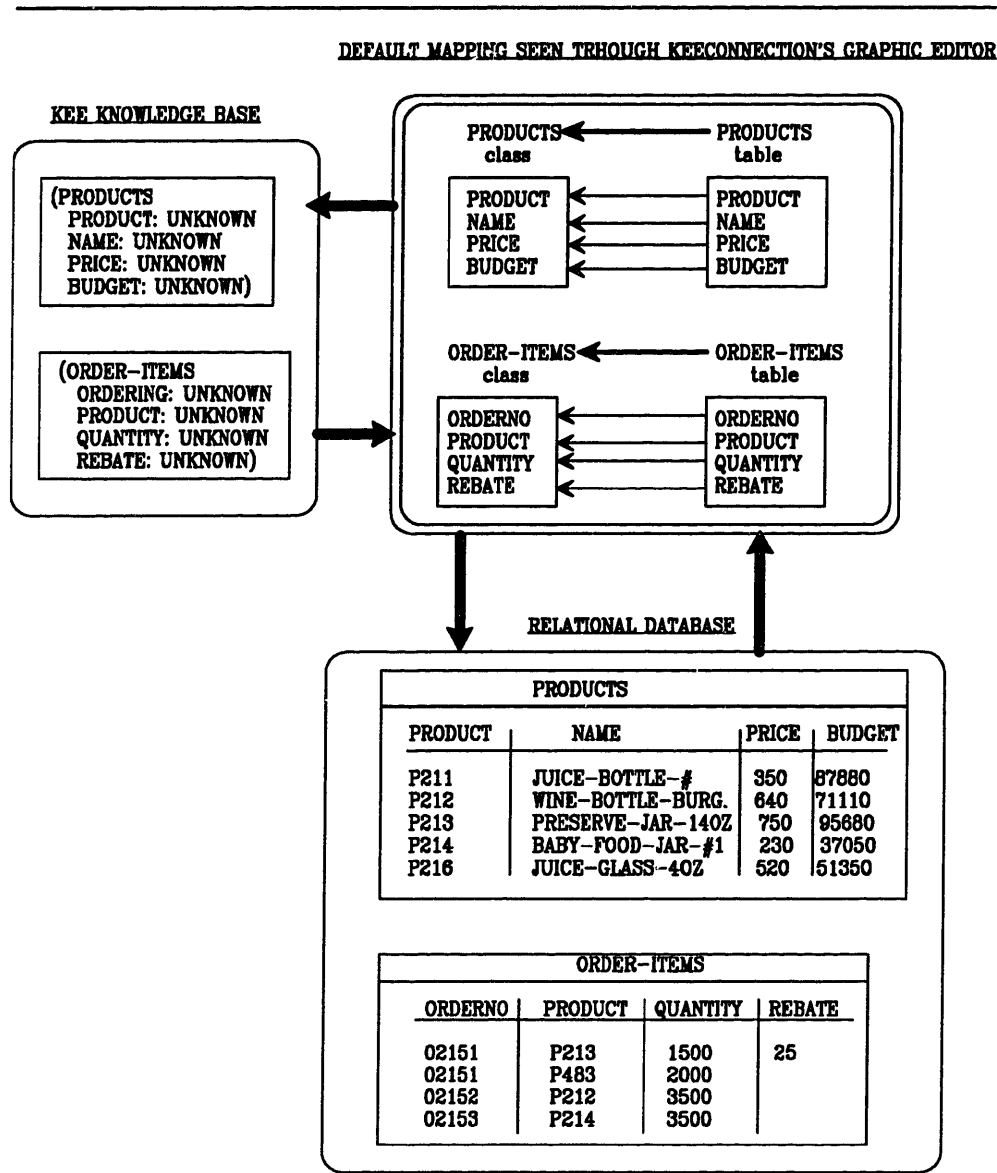 DEFAULT MAPPING SEEN TRHOUGH KEECONNECTION'S GRAPHIC EDITOR
KEE KNOWLEDGE BASE
(PRODUCTS
PRODUCT: UNKNOWN
NAME: UNKNOWN
PRICE: UNKNOWN
BUDGET: UNKNOWN)
(ORDER-ITEMS
ORDERING: UNKNOWN
PRODUCT: UNKNOWN
QUANTITY: UNKNOWN
REBATE: UNKNOWN)
PRODUCTS PRODUCTS
class table
PRODUCT PRODUCT
NAME NAME
PRICE PRICE
BUDGET BUDGET
ORDER-ITEMS ORDER-ITEMS
class table
ORDERNO ORDERNO
PRODUCT PRODUCT
QUANTITY QUANTITY
REBATE REBATE
RELATIONAL DATABASE
PRODUCTS
PRODUCT NAME PRICE BUDGET
P211 JUICE-BOTTLE-# 350 87880
P212 WINE-BOTTLE-BURG. 640 71110
P213 PRESERVE-JAR-14OZ 750 95680
P214 BABY-FOOD-JAR-#1 230 37050
P216 JUICE-GLASS-4OZ 520 51350
ORDER-ITEMS
ORDERNO PRODUCT QUANTITY REBATE
02151 P213 1500 25
02151 P483 2000
02152 P212 3500
02153 P214 3500